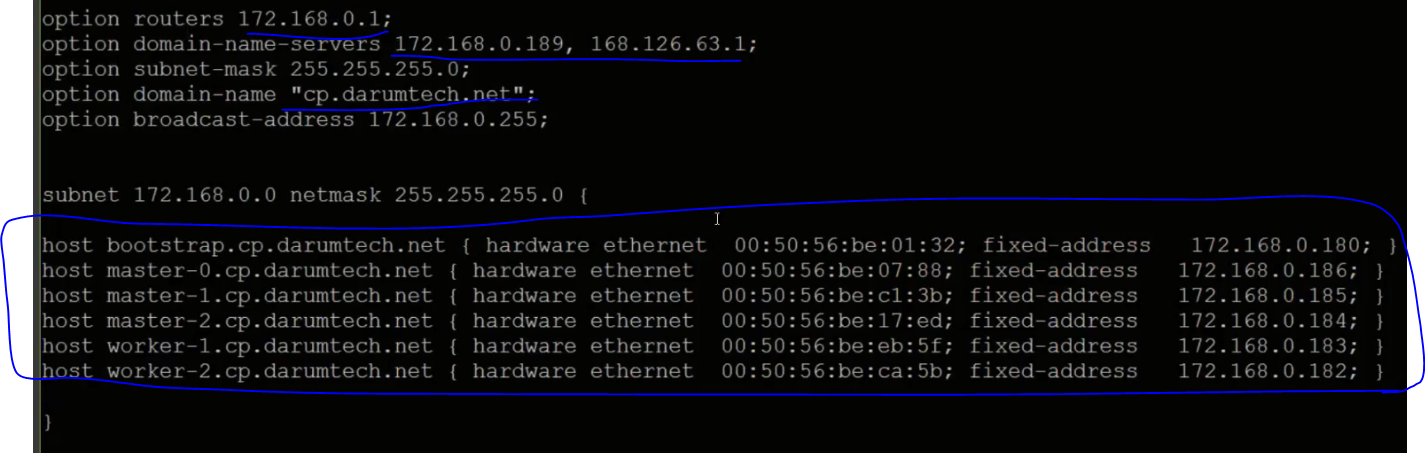 option routers 172.168.0.1;
option domain-name-servers 172.168.0.189, 168.126.63.1;
option subnet-mask 255.255.255.0;
option domain-name "cp.darumtech.net";
option broadcast-address 172.168.0.255;
subnet 172.168.0.0 netmask 255.255.255.0 {
host bootstrap.cp.darumtech.net { hardware ethernet  00:50:56:be:01:32; fixed-address   172.168.0.180; }
host master-0.cp.darumtech.net { hardware ethernet  00:50:56:be:07:88; fixed-address   172.168.0.186; }
host master-1.cp.darumtech.net { hardware ethernet  00:50:56:be:c1:3b; fixed-address   172.168.0.185; }
host master-2.cp.darumtech.net { hardware ethernet  00:50:56:be:17:ed; fixed-address   172.168.0.184; }
host worker-1.cp.darumtech.net { hardware ethernet  00:50:56:be:eb:5f; fixed-address   172.168.0.183; }
host worker-2.cp.darumtech.net { hardware ethernet  00:50:56:be:ca:5b; fixed-address   172.168.0.182; }
}